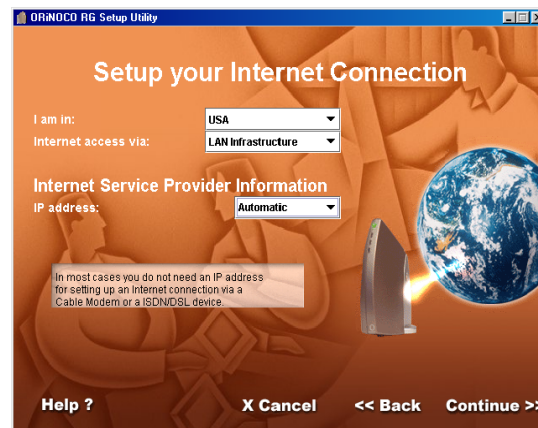 ORiNOCO RG Setup Utility
Setup your Internet Connection
I am in: USA
Internet access via: LAN Infrastructure
Internet Service Provider Information
IP address: Automatic
In most cases you do not need an IP address
for setting up an Internet connection via a
Cable Modem or a ISDN/DSL device.
Help ? X Cancel << Back Continue >>